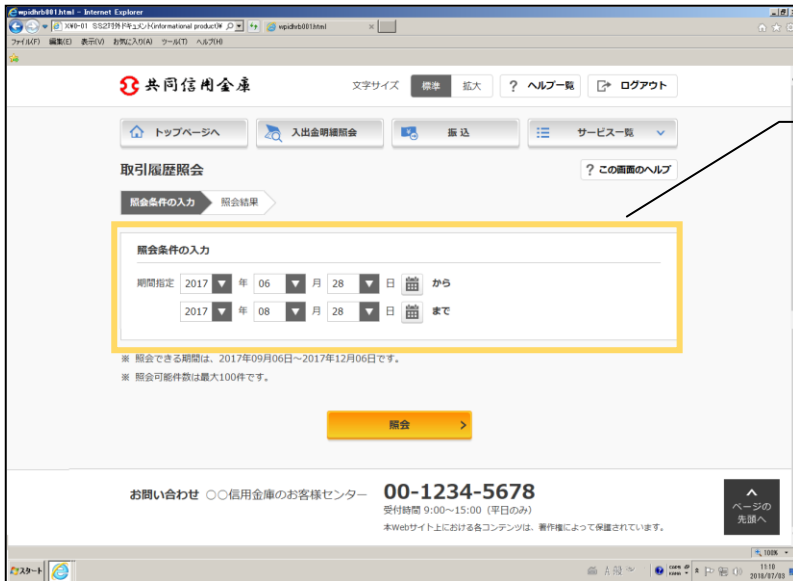 wpidhrb001.html - Internet Explorer
wpidhrb001.html
ファイル(F) 編集(E) 表示(V) お気に入り(A) ツール(T) ヘルプ(H)
共同信用金庫 文字サイズ 標準 拡大 ? ヘルプ一覧 ログアウト
トップページへ 入出金明細照会 振込 サービス一覧
取引履歴照会 ? この画面のヘルプ
照会条件の入力 照会結果
照会条件の入力
期間指定 2017 年 06 月 28 日 から
2017 年 08 月 28 日 まで
※ 照会できる期間は、2017年09月06日～2017年12月06日です。
※ 照会可能件数は最大100件です。
照会
お問い合わせ ○○信用金庫のお客様センター 00-1234-5678
受付時間 9:00～15:00（平日のみ）
本Webサイト上における各コンテンツは、著作権によって保護されています。
ページの
先頭へ
100%
スタート 11:10
2018/07/03